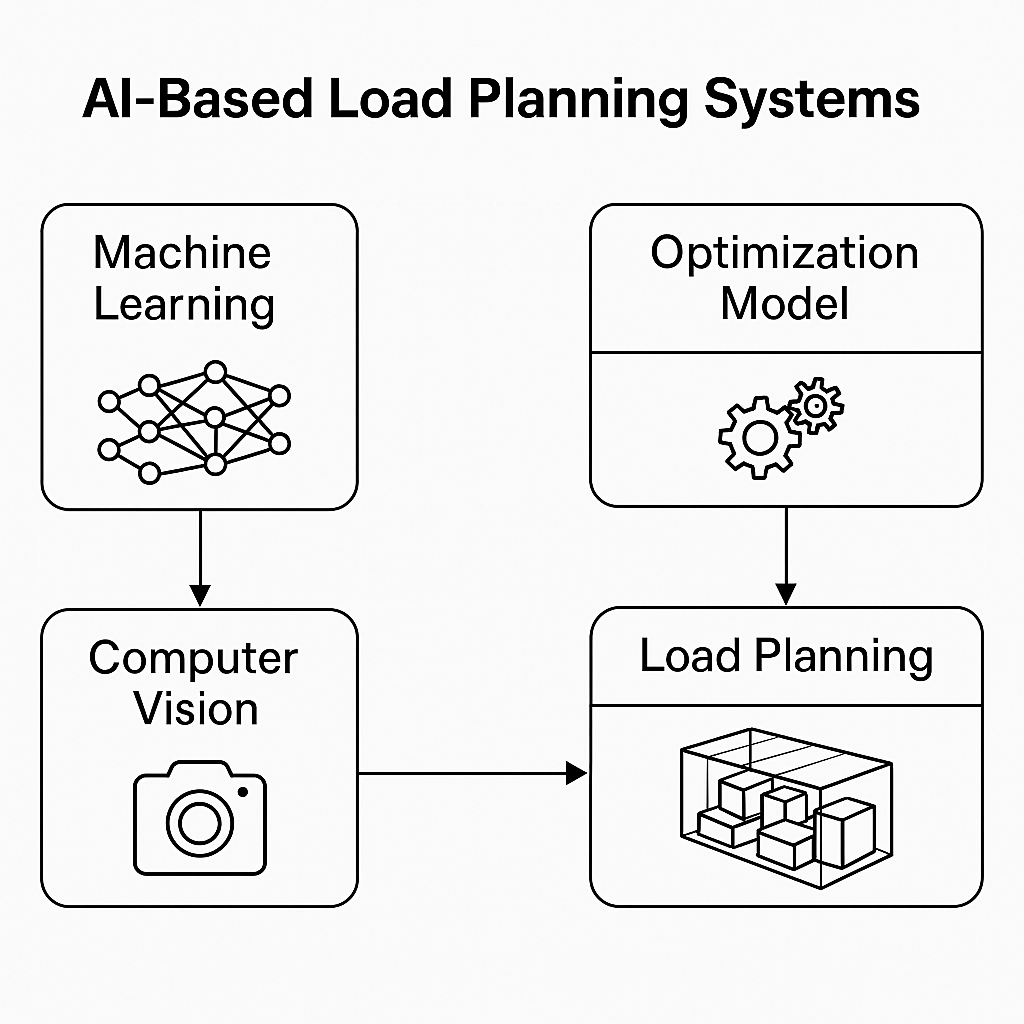 AI-Based Load Planning Systems
Machine
Learning
Optimization
Model
Computer
Vision
Load Planning